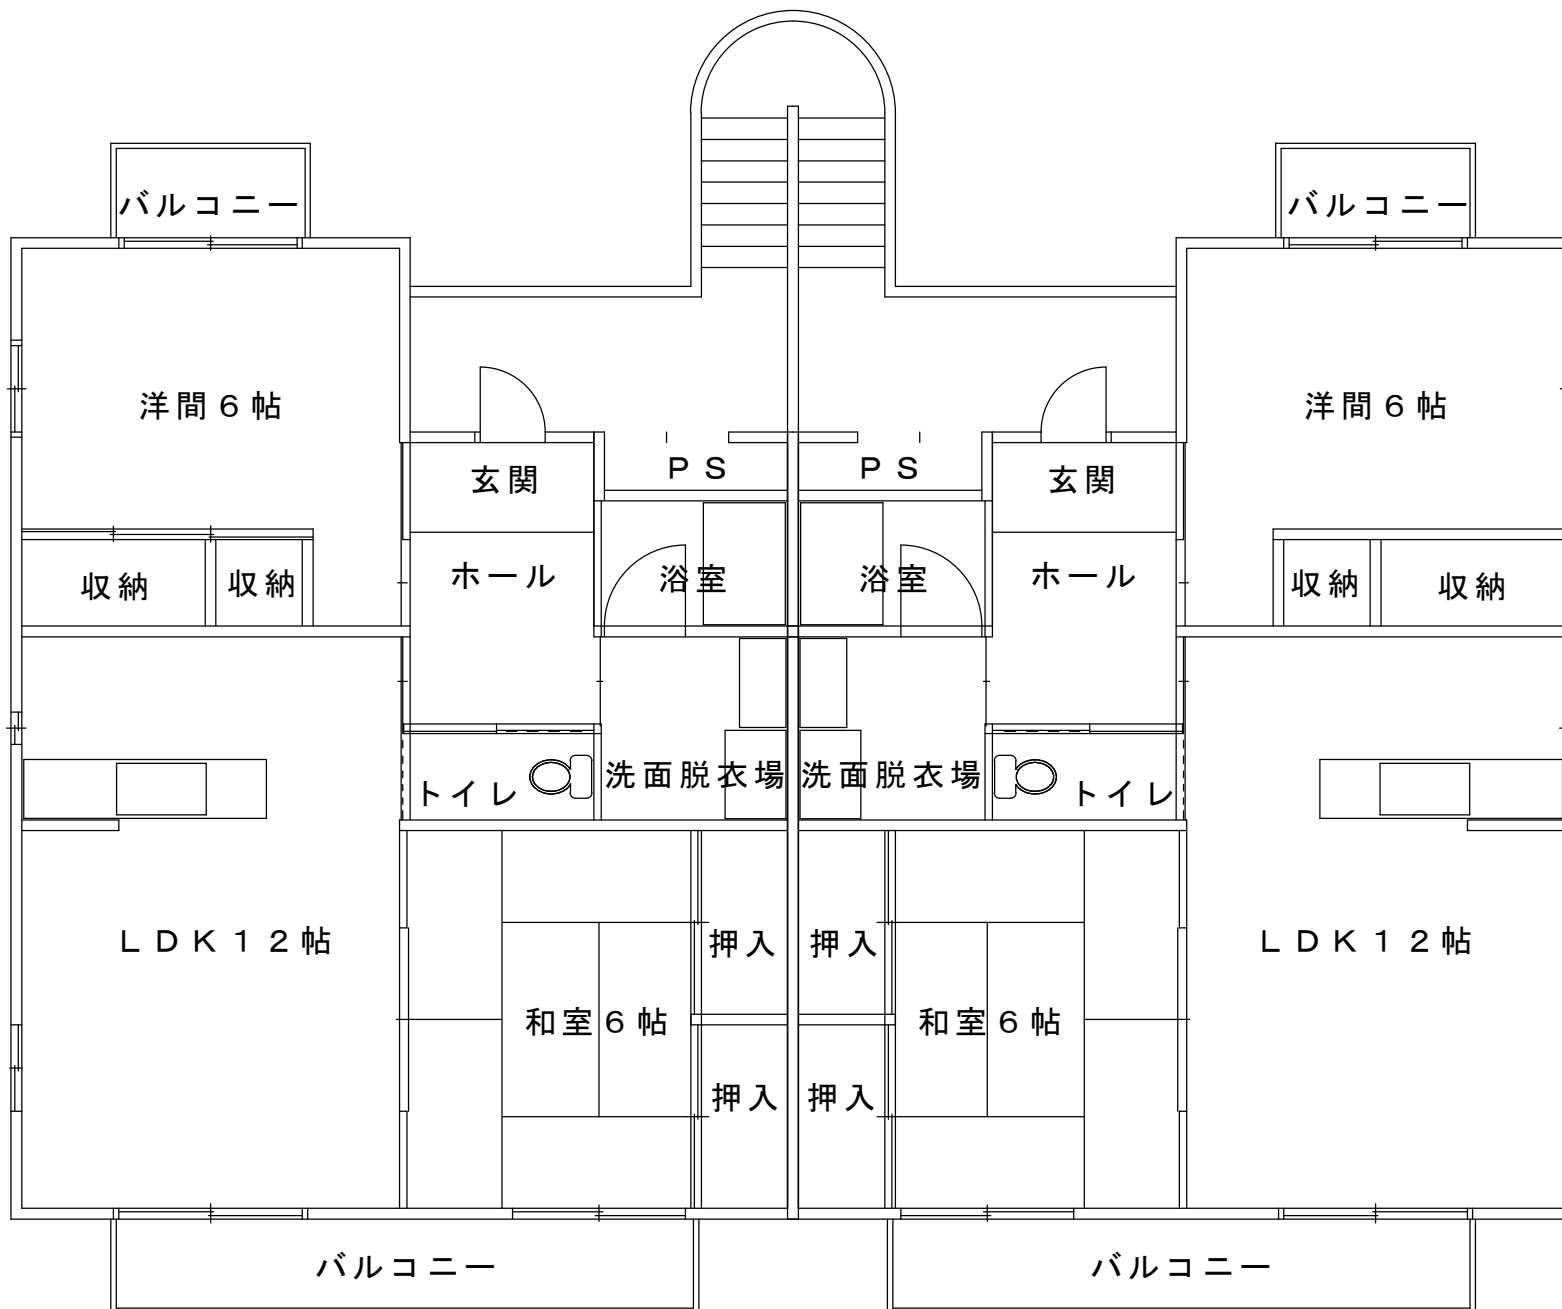 バルコニー
バルコニー
洋間６帖
洋間６帖
ＰＳ
ＰＳ
玄関
玄関
収納
収納
ホール
浴室
浴室
ホール
収納
収納
トイレ
洗面脱衣場
洗面脱衣場
トイレ
ＬＤＫ１２帖
押入
押入
ＬＤＫ１２帖
和室６帖
和室６帖
押入
押入
バルコニー
バルコニー